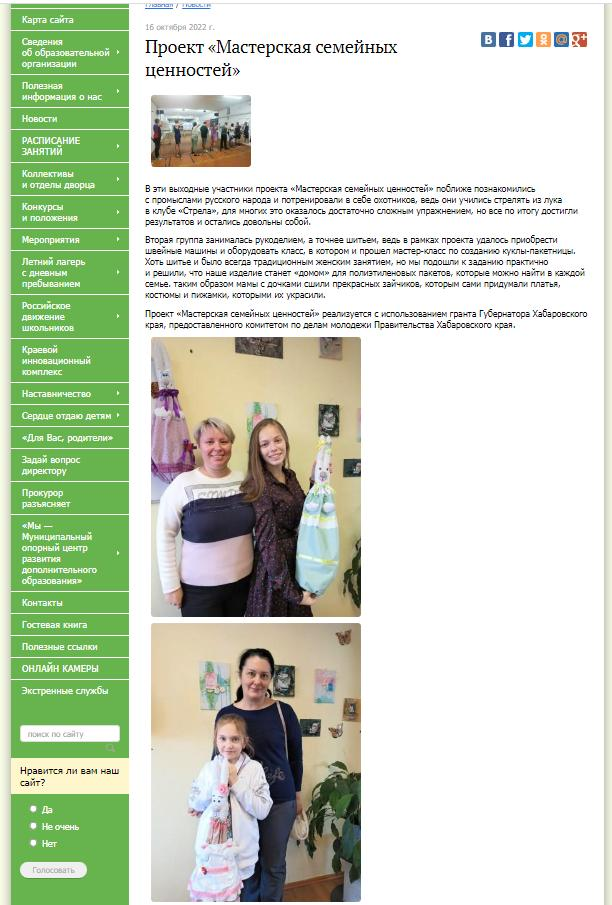 Карта сайта
Сведения
об образовательной
организации
Полезная
информация о нас
Новости
РАСПИСАНИЕ
ЗАНЯТИЙ
Коллективы
и отделы дворца
Конкурсы
и положения
Мероприятия
Летний лагерь
с дневным
пребыванием
Российское
движение
школьников
Краевой
инновационный
комплекс
Наставничество
Сердце отдаю детям
«Для Вас, родители»
Задай вопрос
директору
Прокурор
разъясняет
«Мы —
Муниципальный
опорный центр
развития
дополнительного
образования»
Контакты
Гостевая книга
Полезные ссылки
ОНЛАЙН КАМЕРЫ
Экстренные службы
поиск по сайту
Нравится ли вам наш
сайт?
Да
Не очень
Нет
Голосовать
Главная / Новости
16 октября 2022 г.
Проект «Мастерская семейных
ценностей»
В эти выходные участники проекта «Мастерская семейных ценностей» поближе познакомились
с промыслами русского народа и потренировали в себе охотников, ведь они учились стрелять из лука
в клубе «Стрела», для многих это оказалось достаточно сложным упражнением, но все по итогу достигли
результатов и остались довольны собой.
Вторая группа занималась рукоделием, а точнее шитьем, ведь в рамках проекта удалось приобрести
швейные машины и оборудовать класс, в котором и прошел мастер-класс по созданию куклы-пакетницы.
Хоть шитье и было всегда традиционным женским занятием, но мы подошли к заданию практично
и решили, что наше изделие станет «домом» для полиэтиленовых пакетов, которые можно найти в каждой
семье. таким образом мамы с дочками сшили прекрасных зайчиков, которым сами придумали платья,
костюмы и пижамки, которыми их украсили.
Проект «Мастерская семейных ценностей» реализуется с использованием гранта Губернатора Хабаровского
края, предоставленного комитетом по делам молодежи Правительства Хабаровского края.